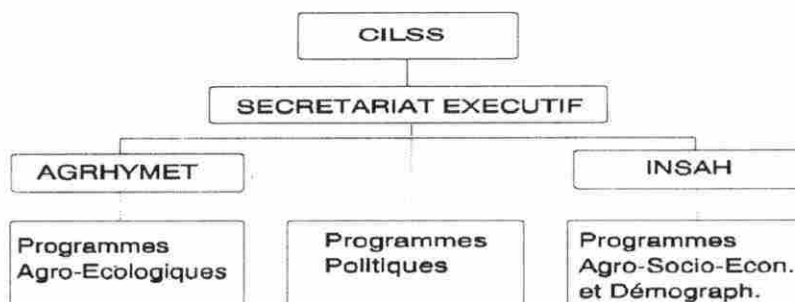 CILSS
SECRETARIAT EXECUTIF
AGRHYMET
INSAH
Programmes
Agro-Ecologiques
Programmes
Politiques
Programmes
Agro-Socio-Econ.
et Démograph.